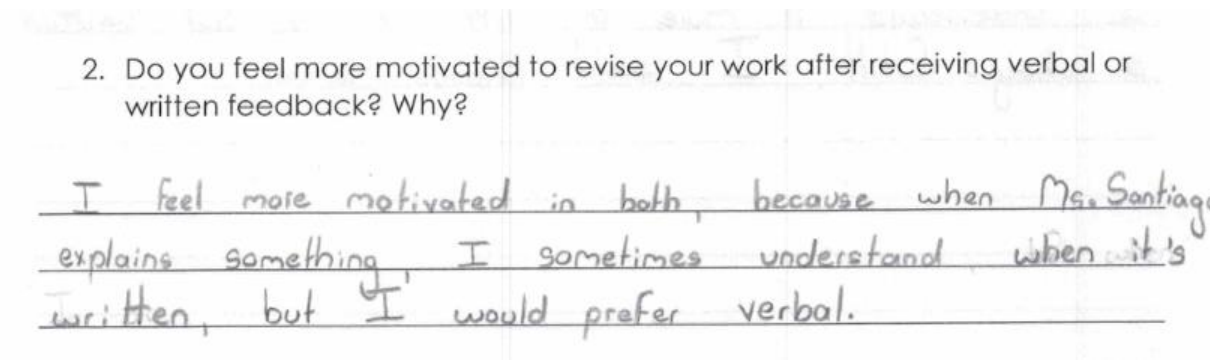 2. Do you feel more motivated to revise your work after receiving verbal or
written feedback? Why?
I feel more motivated in both, because when Ms. Santiago
explains something, I sometimes understand when it's
written, but I would prefer verbal.